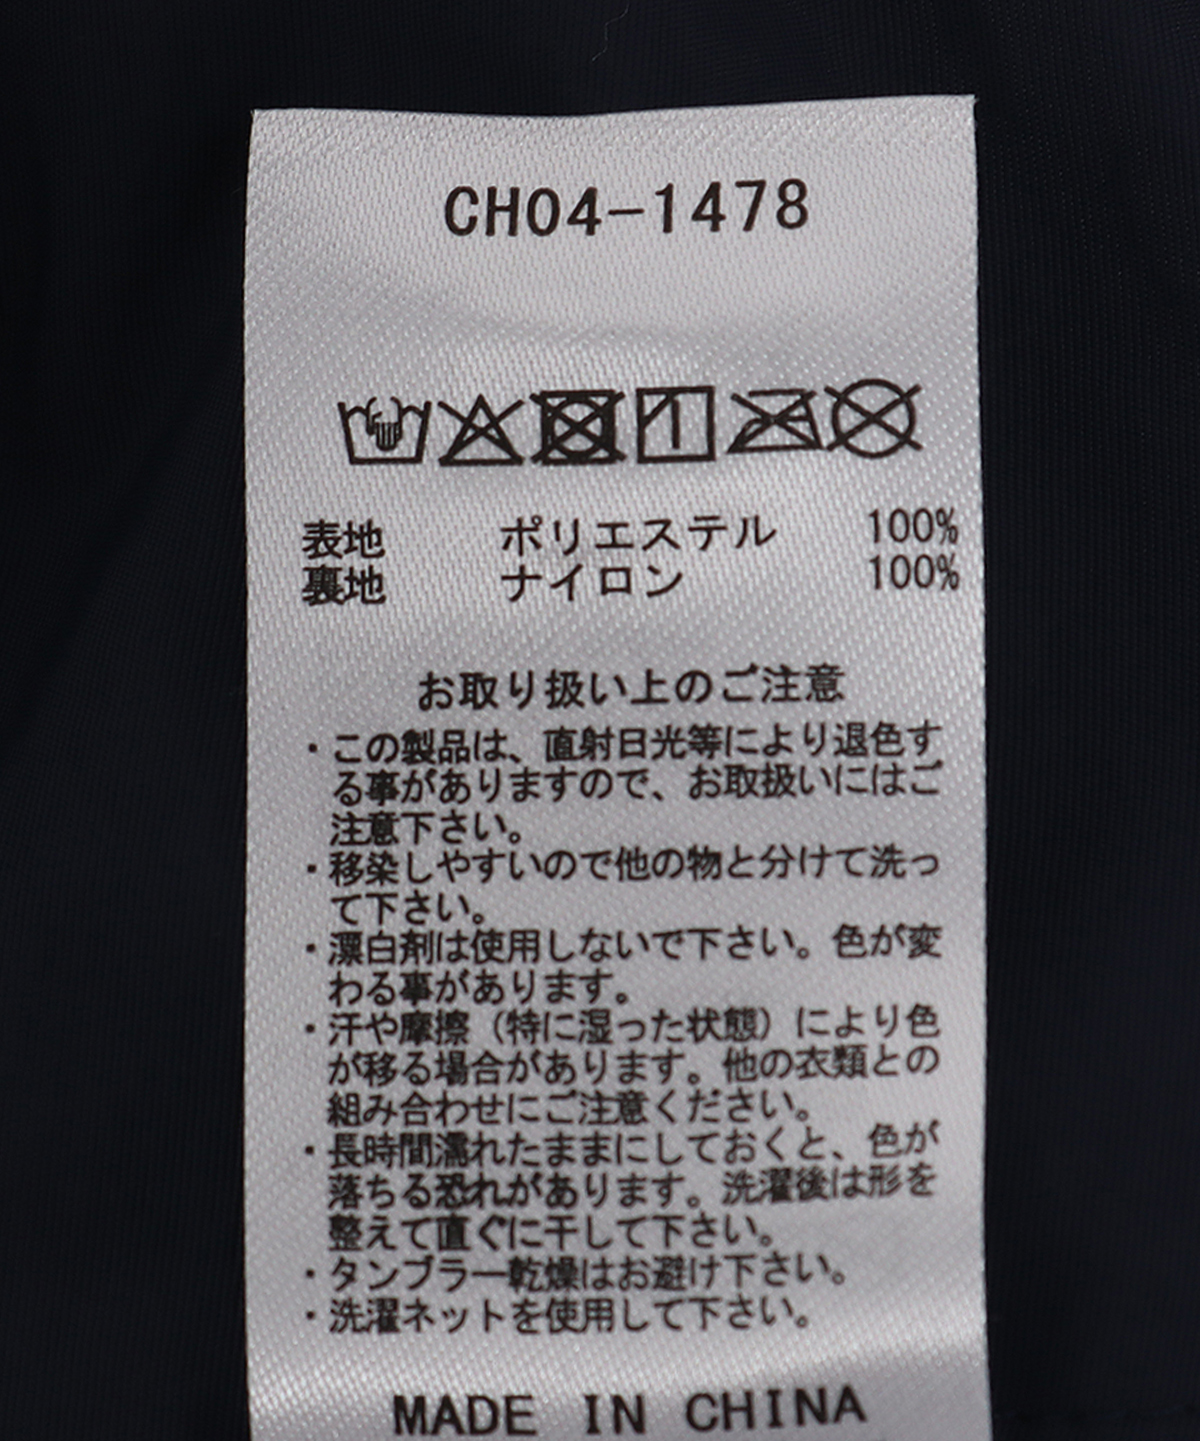 CH04-1478
表地 ポリエステル 100%
裏地 ナイロン 100%
お取り扱い上のご注意
・この製品は、直射日光等により退色す
る事がありますので、お取扱いにはご
注意下さい。
・移染しやすいので他の物と分けて洗っ
て下さい。
・漂白剤は使用しないで下さい。色が変
わる事があります。
・汗や摩擦（特に湿った状態）により色
が移る場合があります。他の衣類との
組み合わせにご注意ください。
・長時間濡れたままにしておくと、色が
落ちる恐れがあります。洗濯後は形を
整えて直ぐに干して下さい。
・タンブラー乾燥はお避け下さい。
・洗濯ネットを使用して下さい。
MADE IN CHINA